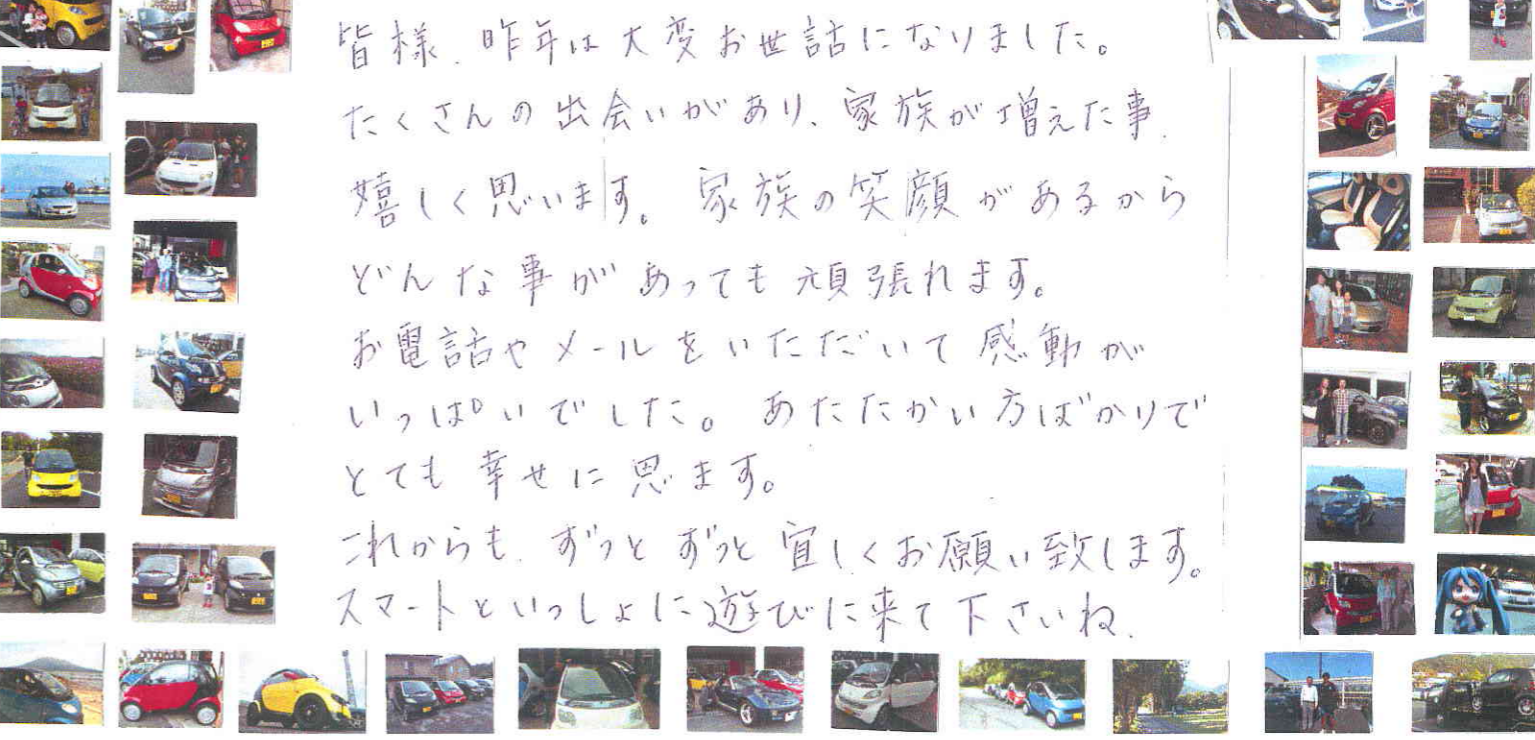 皆様、昨年は大変お世話になりました。
たくさんの出会いがあり、家族が増えた事、
嬉しく思います。家族の笑顔があるから
どんな事があっても頑張れます。
お電話やメールをいただいて感動が
いっぱいでした。あたたかい方ばかりで
とても幸せに思ます。
これからも、ずっとずっと宜しくお願い致します。
スマートといっしょに遊びに来て下さいね。